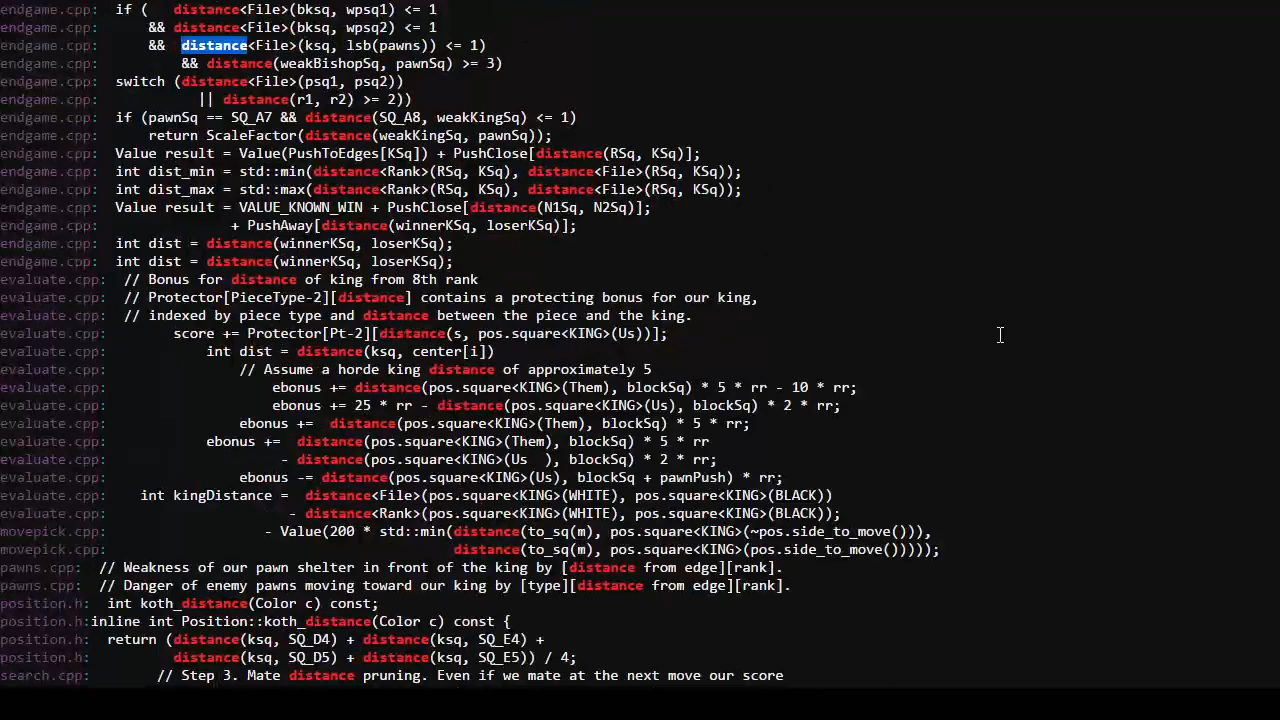 endgame.cpp:  if (   distance<File>(bksq, wpsq1) <= 1
endgame.cpp:      && distance<File>(bksq, wpsq2) <= 1
endgame.cpp:      &&  distance<File>(ksq, lsb(pawns)) <= 1)
endgame.cpp:          && distance(weakBishopSq, pawnSq) >= 3)
endgame.cpp:  switch (distance<File>(psq1, psq2))
endgame.cpp:            || distance(r1, r2) >= 2))
endgame.cpp:  if (pawnSq == SQ_A7 && distance(SQ_A8, weakKingSq) <= 1)
endgame.cpp:      return ScaleFactor(distance(weakKingSq, pawnSq));
endgame.cpp:  Value result = Value(PushToEdges[KSq]) + PushClose[distance(RSq, KSq)];
endgame.cpp:  int dist_min = std::min(distance<Rank>(RSq, KSq), distance<File>(RSq, KSq));
endgame.cpp:  int dist_max = std::max(distance<Rank>(RSq, KSq), distance<File>(RSq, KSq));
endgame.cpp:  Value result = VALUE_KNOWN_WIN + PushClose[distance(N1Sq, N2Sq)];
endgame.cpp:                + PushAway[distance(winnerKSq, loserKSq)];
endgame.cpp:  int dist = distance(winnerKSq, loserKSq);
endgame.cpp:  int dist = distance(winnerKSq, loserKSq);
evaluate.cpp:  // Bonus for distance of king from 8th rank
evaluate.cpp:  // Protector[PieceType-2][distance] contains a protecting bonus for our king,
evaluate.cpp:  // indexed by piece type and distance between the piece and the king.
evaluate.cpp:        score += Protector[Pt-2][distance(s, pos.square<KING>(Us))];
evaluate.cpp:            int dist = distance(ksq, center[i])
evaluate.cpp:                // Assume a horde king distance of approximately 5
evaluate.cpp:                    ebonus += distance(pos.square<KING>(Them), blockSq) * 5 * rr - 10 * rr;
evaluate.cpp:                    ebonus += 25 * rr - distance(pos.square<KING>(Us), blockSq) * 2 * rr;
evaluate.cpp:                ebonus +=  distance(pos.square<KING>(Them), blockSq) * 5 * rr;
evaluate.cpp:            ebonus +=  distance(pos.square<KING>(Them), blockSq) * 5 * rr
evaluate.cpp:                     - distance(pos.square<KING>(Us  ), blockSq) * 2 * rr;
evaluate.cpp:                ebonus -= distance(pos.square<KING>(Us), blockSq + pawnPush) * rr;
evaluate.cpp:    int kingDistance =  distance<File>(pos.square<KING>(WHITE), pos.square<KING>(BLACK))
evaluate.cpp:                      - distance<Rank>(pos.square<KING>(WHITE), pos.square<KING>(BLACK));
movepick.cpp:                   - Value(200 * std::min(distance(to_sq(m), pos.square<KING>(~pos.side_to_move())),
movepick.cpp:                                          distance(to_sq(m), pos.square<KING>(pos.side_to_move()))));
pawns.cpp:  // Weakness of our pawn shelter in front of the king by [distance from edge][rank].
pawns.cpp:  // Danger of enemy pawns moving toward our king by [type][distance from edge][rank].
position.h:  int koth_distance(Color c) const;
position.h:inline int Position::koth_distance(Color c) const {
position.h:  return (distance(ksq, SQ_D4) + distance(ksq, SQ_E4) +
position.h:          distance(ksq, SQ_D5) + distance(ksq, SQ_E5)) / 4;
search.cpp:        // Step 3. Mate distance pruning. Even if we mate at the next move our score